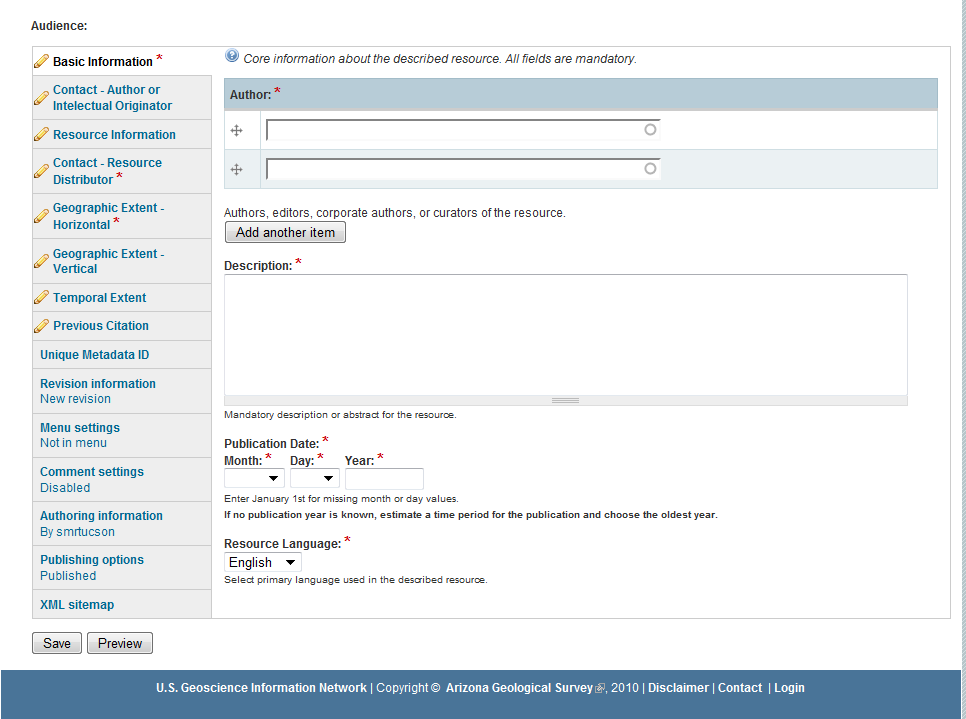 Audience:
Basic Information *
Contact - Author or
Intelectual Originator
Resource Information
Contact - Resource
Distributor *
Geographic Extent -
Horizontal *
Geographic Extent -
Vertical
Temporal Extent
Previous Citation
Unique Metadata ID
Revision information
New revision
Menu settings
Not in menu
Comment settings
Disabled
Authoring information
By smrtucson
Publishing options
Published
XML sitemap
Core information about the described resource. All fields are mandatory.
Author: *
Authors, editors, corporate authors, or curators of the resource.
Add another item
Description: *
Mandatory description or abstract for the resource.
Publication Date: *
Month: * Day: * Year: *
Enter January 1st for missing month or day values.
If no publication year is known, estimate a time period for the publication and choose the oldest year.
Resource Language: *
English
Select primary language used in the described resource.
Save Preview
U.S. Geoscience Information Network | Copyright © Arizona Geological Survey, 2010 | Disclaimer | Contact | Login